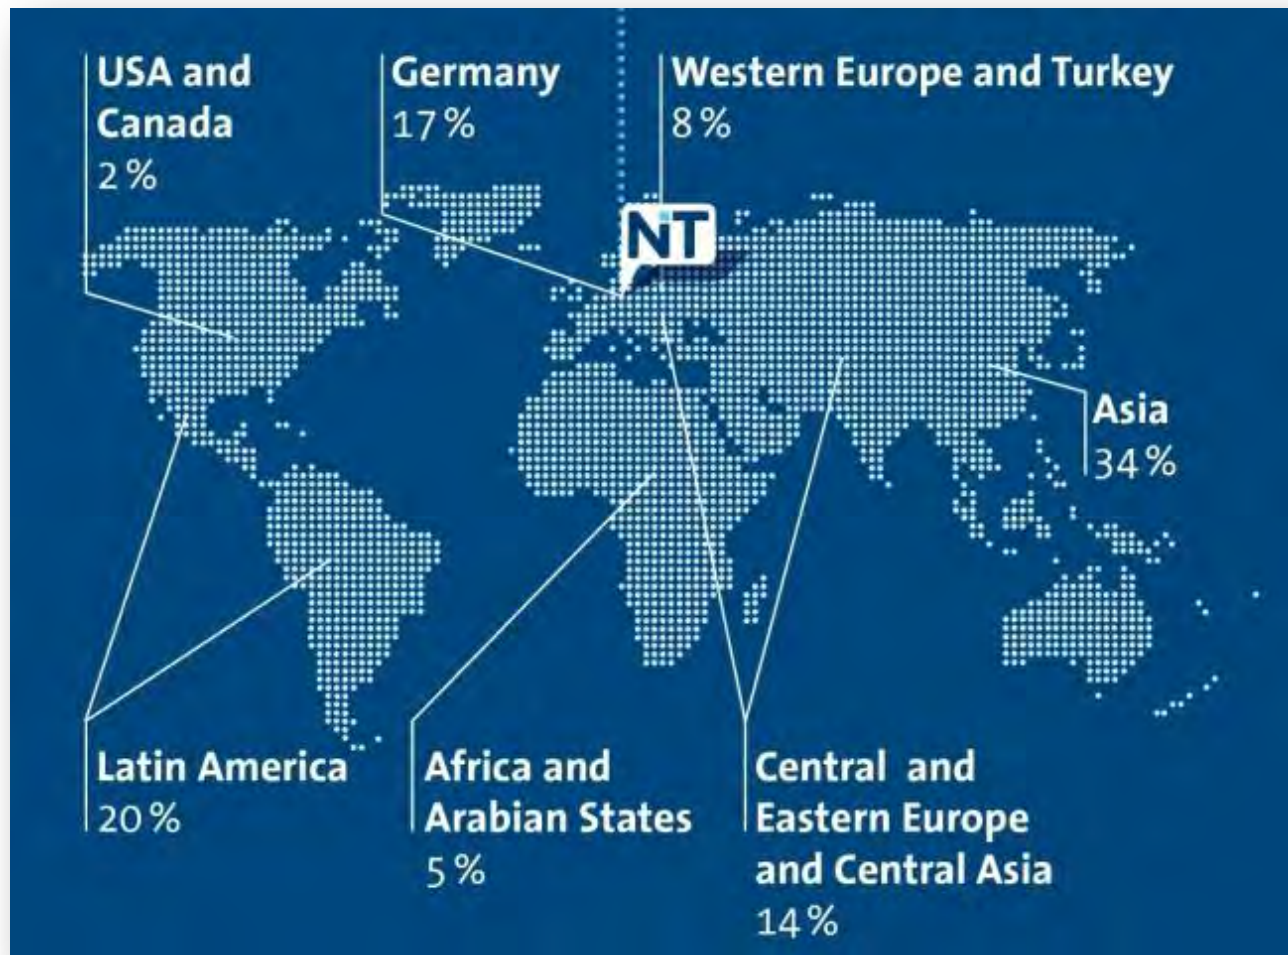 USA and
Canada
2 %
Germany
17 %
Western Europe and Turkey
8 %
NiT
Asia
34 %
Latin America
20 %
Africa and
Arabian States
5 %
Central and
Eastern Europe
and Central Asia
14 %